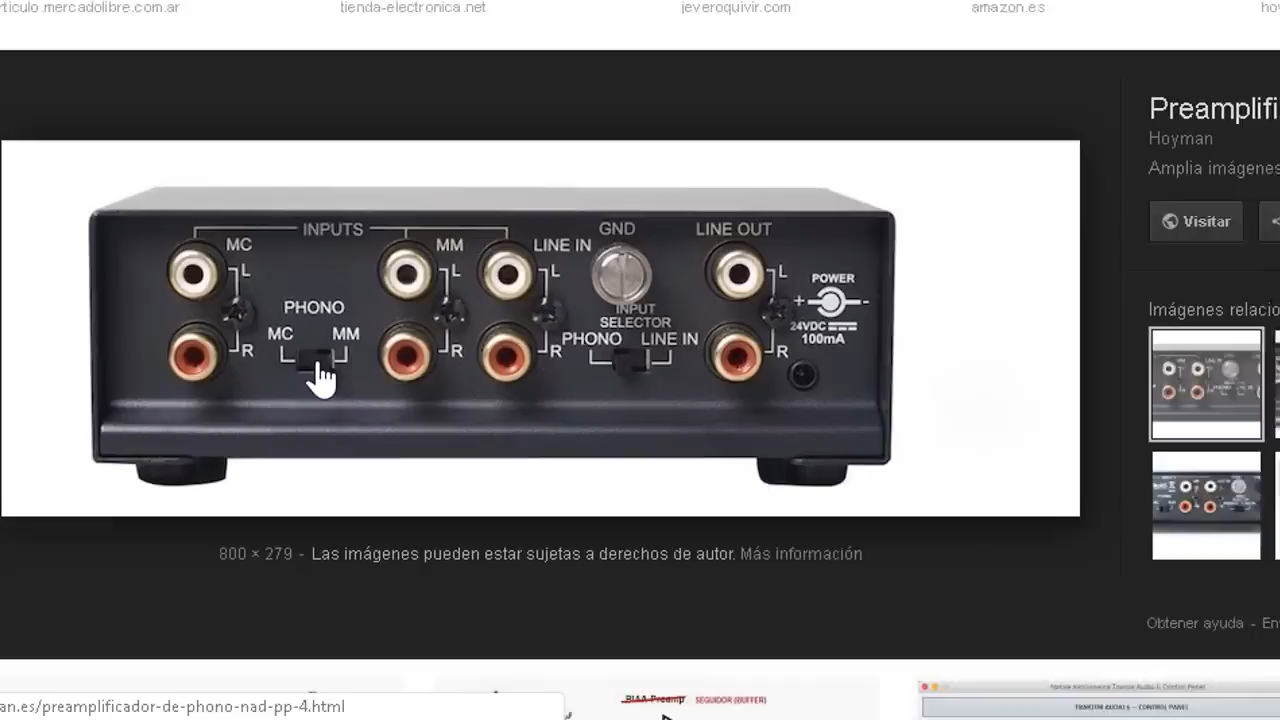 rticulo.mercadolibre.com.ar
tienda-electronica.net
jeveroquivir.com
amazon.es
Preamplifi
Hoyman
Amplia imágenes
Visitar
INPUTS
GND
LINE OUT
MC
MM
LINE IN
L
L
L
L
POWER
+
-
24VDC
100mA
PHONO
MC
MM
INPUT
SELECTOR
PHONO
LINE IN
R
R
R
R
Imágenes relacio
800 × 279 - Las imágenes pueden estar sujetas a derechos de autor. Más información
Obtener ayuda - En
preamplificador-de-phono-nad-pp-4.html
RIAA Preamp
SEGUIDOR (BUFFER)